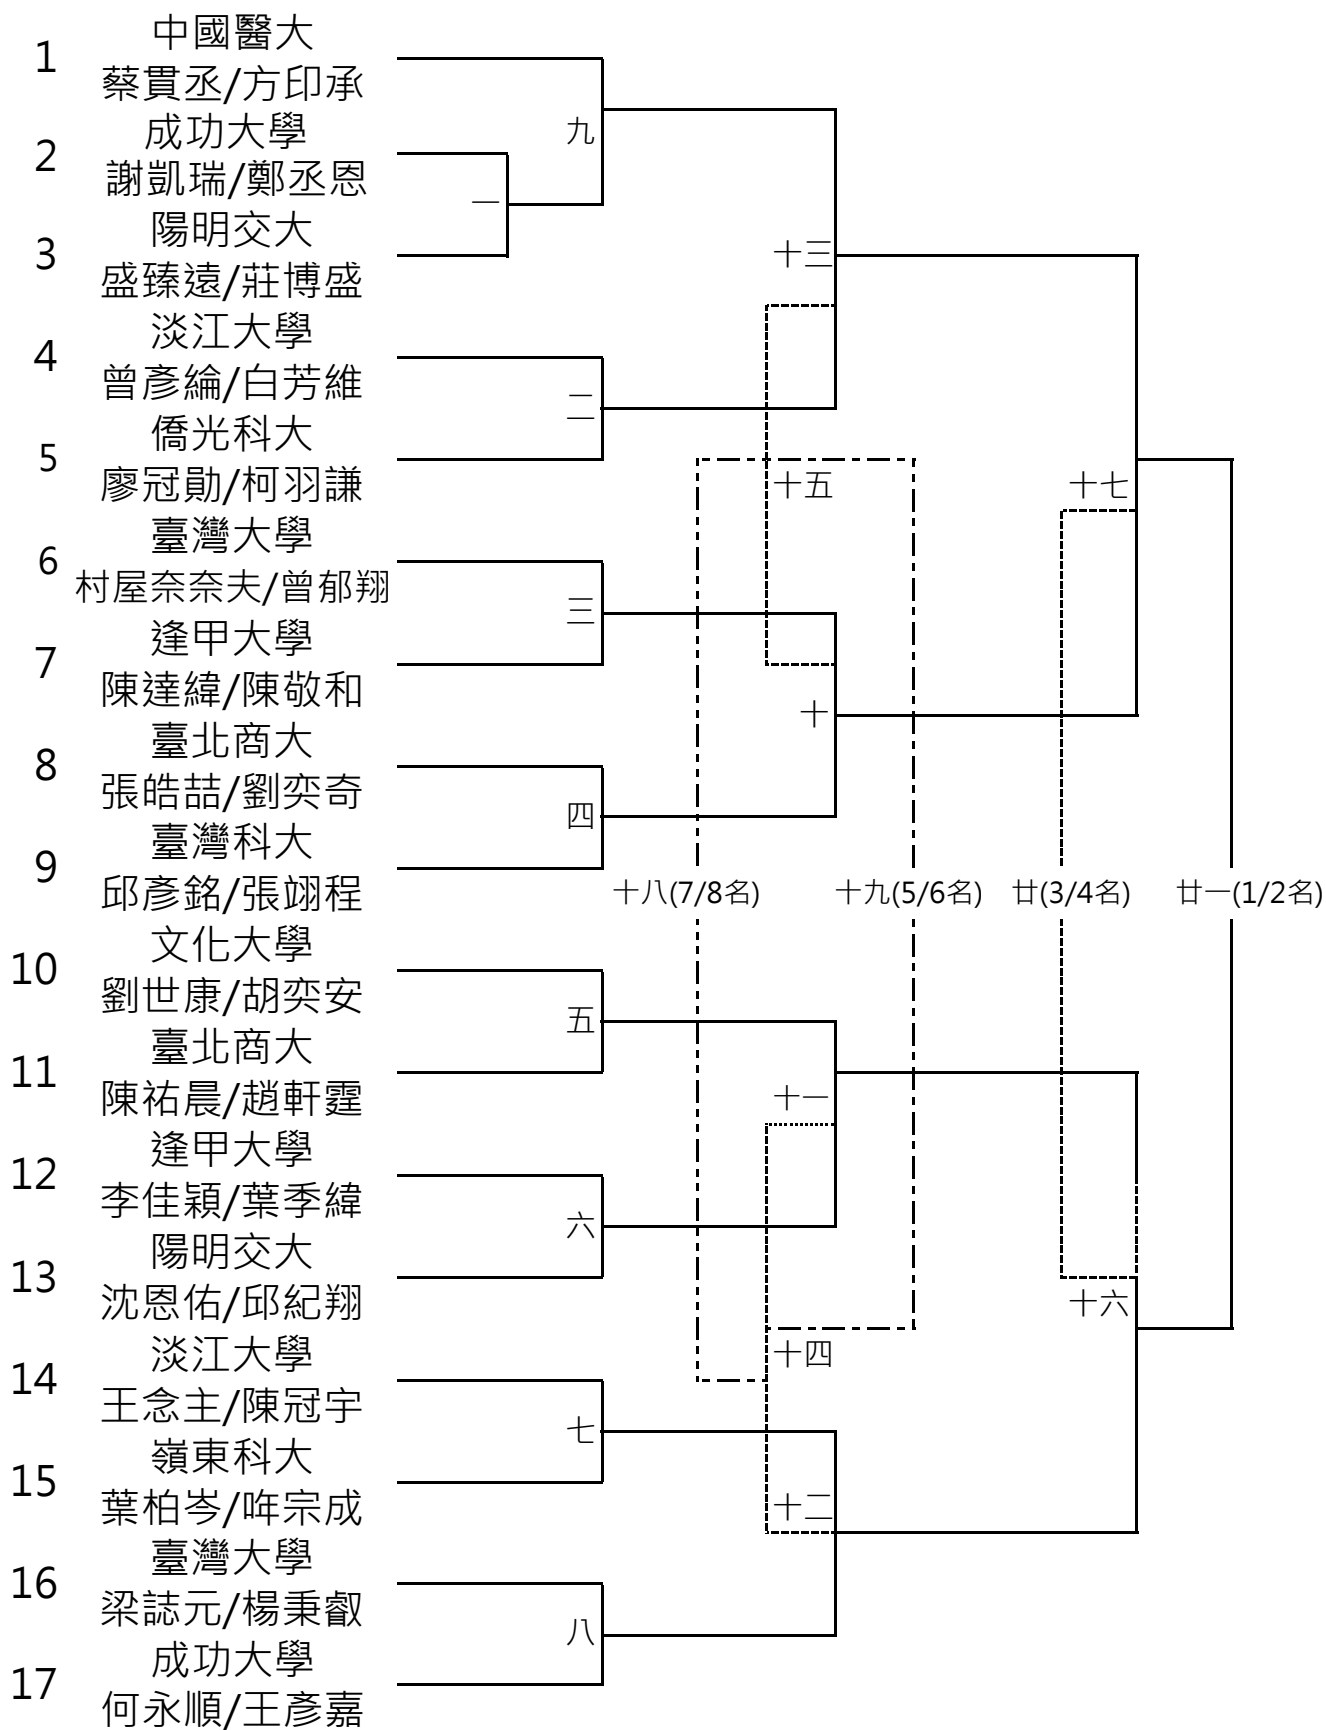 1
中國醫大
蔡貫丞/方印承
2
成功大學
謝凱瑞/鄭丞恩
3
陽明交大
盛臻遠/莊博盛
4
淡江大學
曾彥綸/白芳維
5
僑光科大
廖冠勛/柯羽謙
6
臺灣大學
村屋奈奈夫/曾郁翔
7
逢甲大學
陳達緯/陳敬和
8
臺北商大
張皓喆/劉奕奇
9
臺灣科大
邱彥銘/張翊程
10
文化大學
劉世康/胡奕安
11
臺北商大
陳祐晨/趙軒霆
12
逢甲大學
李佳穎/葉季緯
13
陽明交大
沈恩佑/邱紀翔
14
淡江大學
王念主/陳冠宇
15
嶺東科大
葉柏岑/哖宗成
16
臺灣大學
梁誌元/楊秉叡
17
成功大學
何永順/王彥嘉
九
一
二
三
四
五
六
七
八
十三
十五
十
十一
十四
十二
十七
十六
十八(7/8名)
十九(5/6名)
廿(3/4名)
廿一(1/2名)